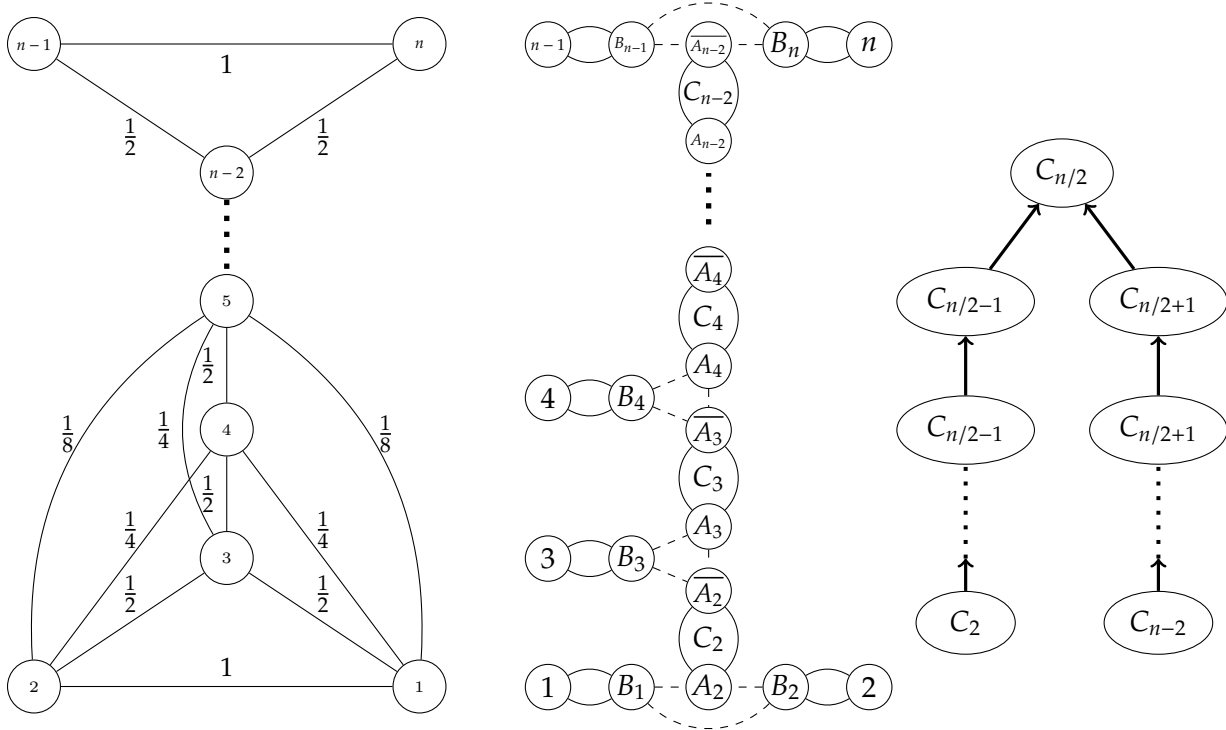 n − 1
n
1
1/2
1/2
n − 2
5
1/2
1/8
1/4
1/8
4
1/2
1/4
1/4
3
1/2
1/2
1
2
1
n − 1
B_{n−1}
\overline{A_{n−2}}
B_n
n
C_{n−2}
A_{n−2}
\overline{A_4}
C_4
A_4
4
B_4
\overline{A_3}
C_3
A_3
3
B_3
\overline{A_2}
C_2
1
B_1
A_2
B_2
2
C_{n/2}
C_{n/2−1}
C_{n/2+1}
C_{n/2−1}
C_{n/2+1}
C_2
C_{n−2}